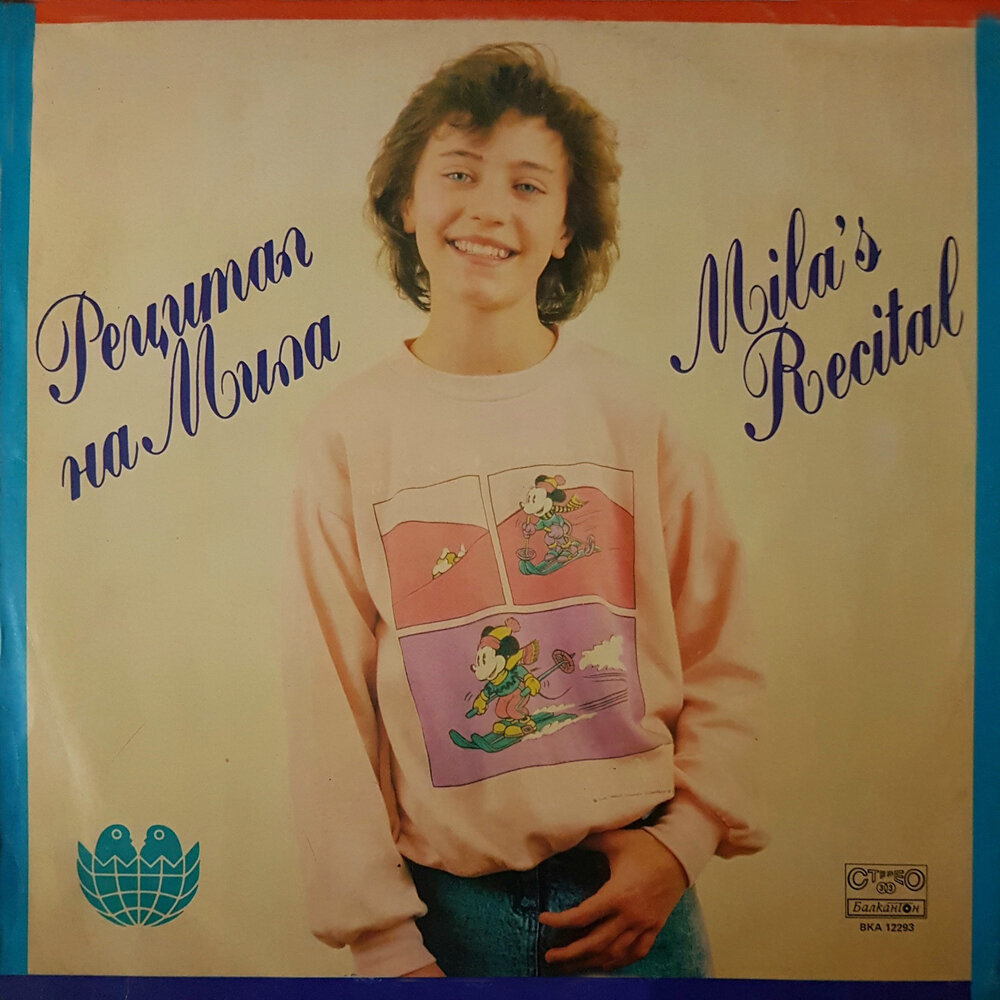 Рецитал
на Мила
Mila's
Recital
СТЕРЕО
33
Балкантон
ВКА 12293